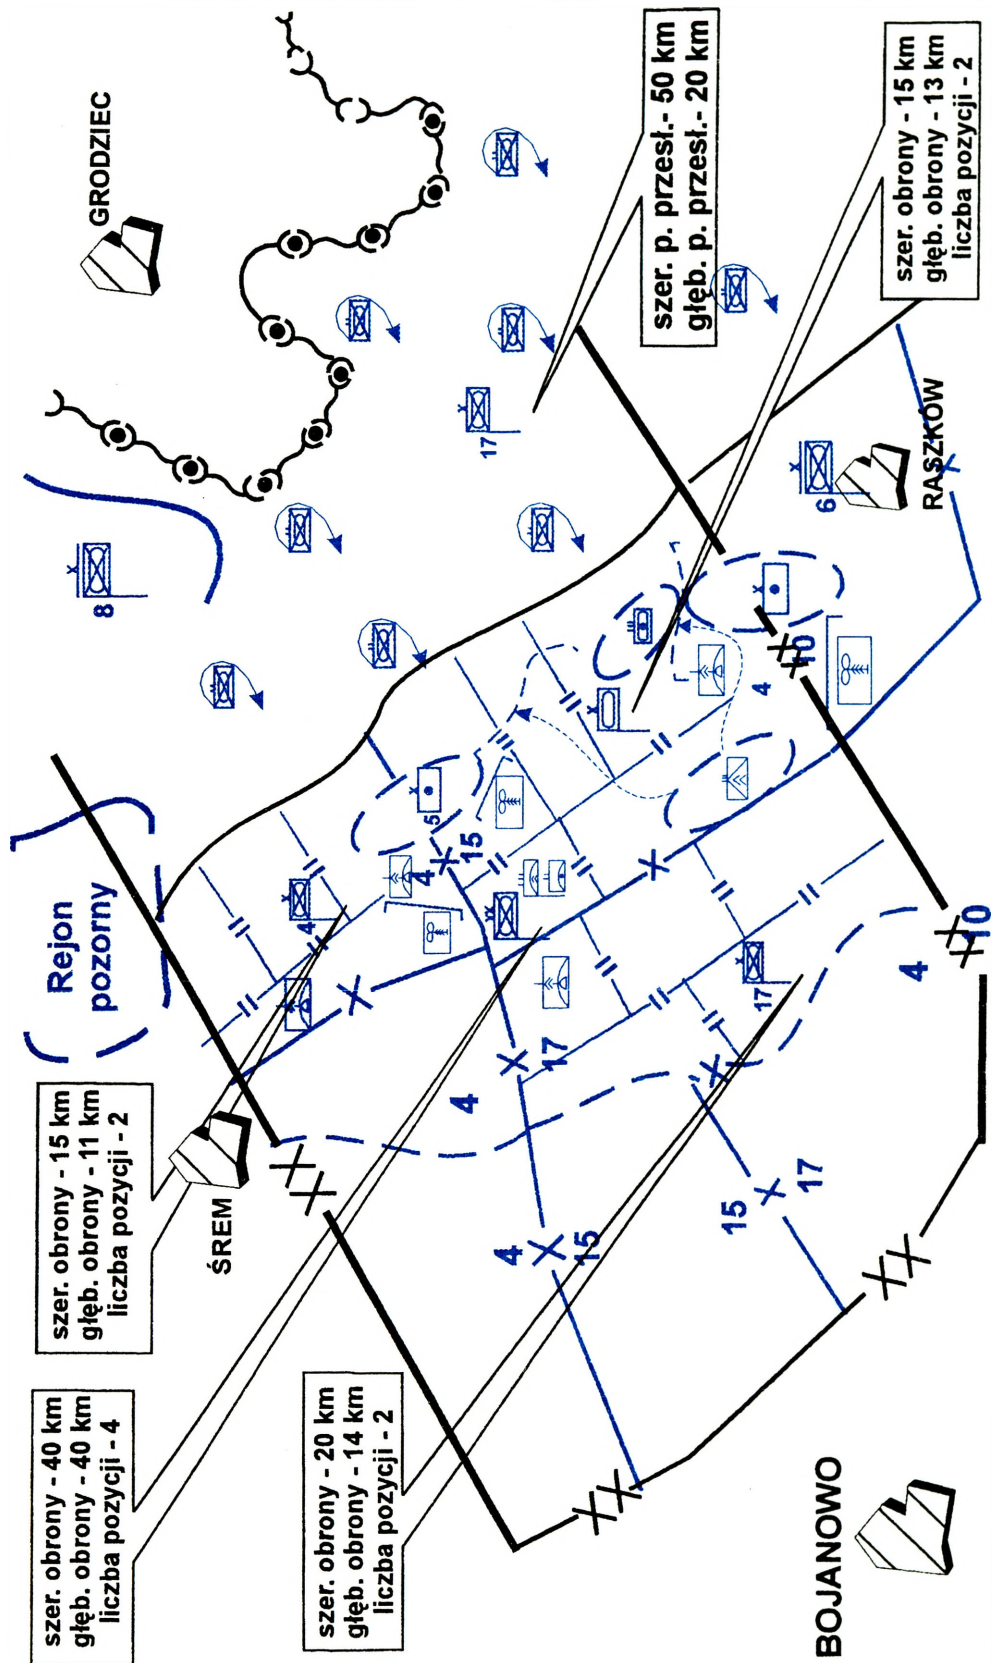 szer. obrony - 40 km
głęb. obrony - 40 km
liczba pozycji - 4
szer. obrony - 15 km
głęb. obrony - 11 km
liczba pozycji - 2
ŚREM
Rejon
pozorny
8
GRODZIEC
szer. obrony - 20 km
głęb. obrony - 14 km
liczba pozycji - 2
4
15
4
17
4
4
15
5
17
szer. p. przesł.- 50 km
głęb. p. przesł.- 20 km
15
17
17
4
10
6
RASZKÓW
szer. obrony - 15 km
głęb. obrony - 13 km
liczba pozycji - 2
4
10
BOJANOWO